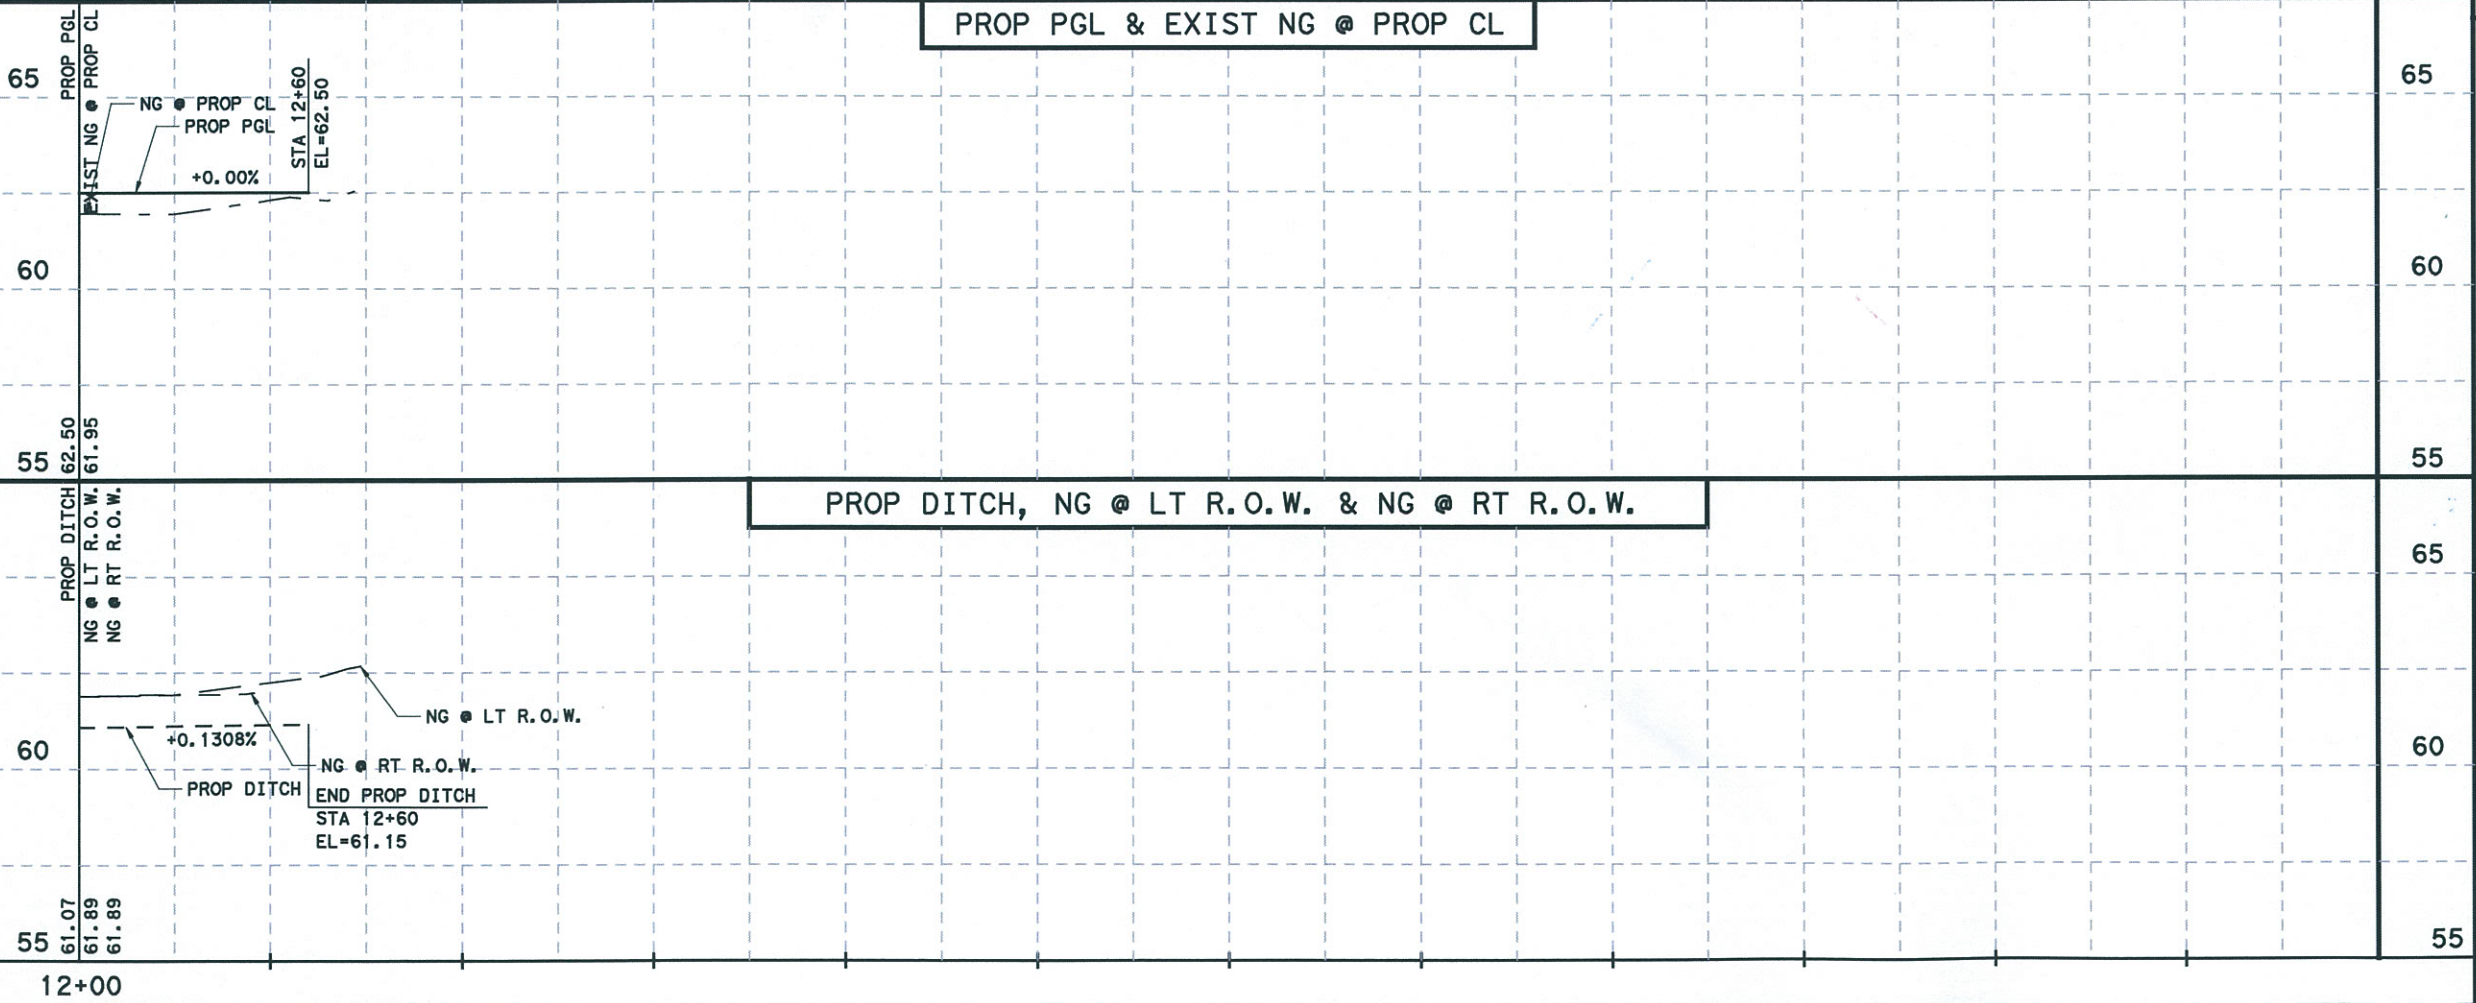 PROP PGL & EXIST NG @ PROP CL
PROP PGL
EXIST NG @ PROP CL
65
65
NG @ PROP CL
PROP PGL
STA 12+60
EL=62.50
+0.00%
60
60
62.50
61.95
55
55
PROP DITCH
NG @ LT R.O.W.
NG @ RT R.O.W.
PROP DITCH, NG @ LT R.O.W. & NG @ RT R.O.W.
65
NG @ LT R.O.W.
+0.1308%
60
60
NG @ RT R.O.W.
PROP DITCH
END PROP DITCH
STA 12+60
EL=61.15
61.07
61.89
61.89
55
55
12+00